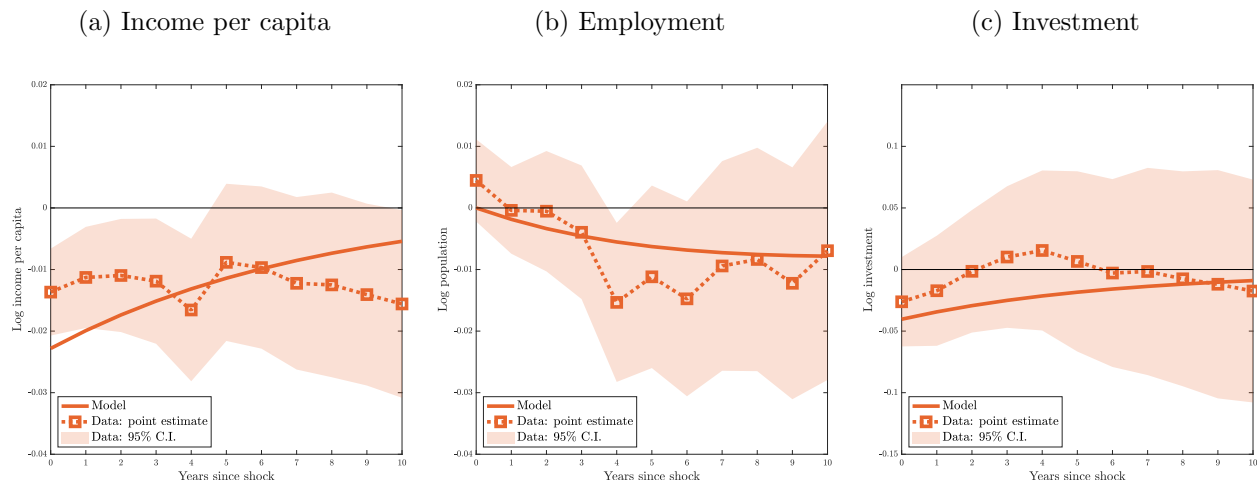 (a) Income per capita
(b) Employment
(c) Investment
Log income per capita
0.02
0.01
0
-0.01
-0.02
-0.03
-0.04
0 1 2 3 4 5 6 7 8 9 10
Years since shock
Model
Data: point estimate
Data: 95% C.I.
Log population
0.02
0.01
0
-0.01
-0.02
-0.03
-0.04
0 1 2 3 4 5 6 7 8 9 10
Years since shock
Model
Data: point estimate
Data: 95% C.I.
Log investment
0.1
0.05
0
-0.05
-0.1
-0.15
0 1 2 3 4 5 6 7 8 9 10
Years since shock
Model
Data: point estimate
Data: 95% C.I.